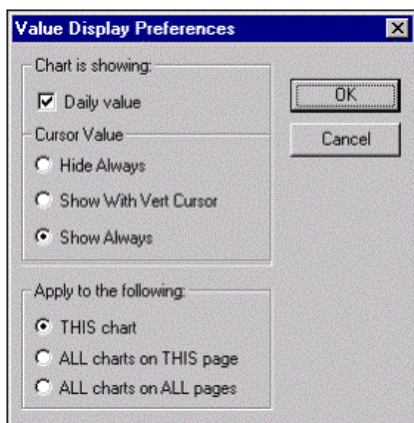 Value Display Preferences
Chart is showing:
Daily value
Cursor Value
Hide Always
Show With Vert Cursor
Show Always
OK
Cancel
Apply to the following:
THIS chart
ALL charts on THIS page
ALL charts on ALL pages